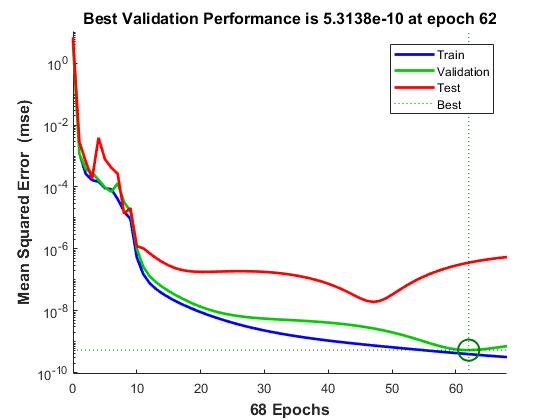 Best Validation Performance is 5.3138e-10 at epoch 62
Train
Validation
Test
Best
10^0
10^-2
10^-4
10^-6
10^-8
10^-10
Mean Squared Error (mse)
0 10 20 30 40 50 60
68 Epochs